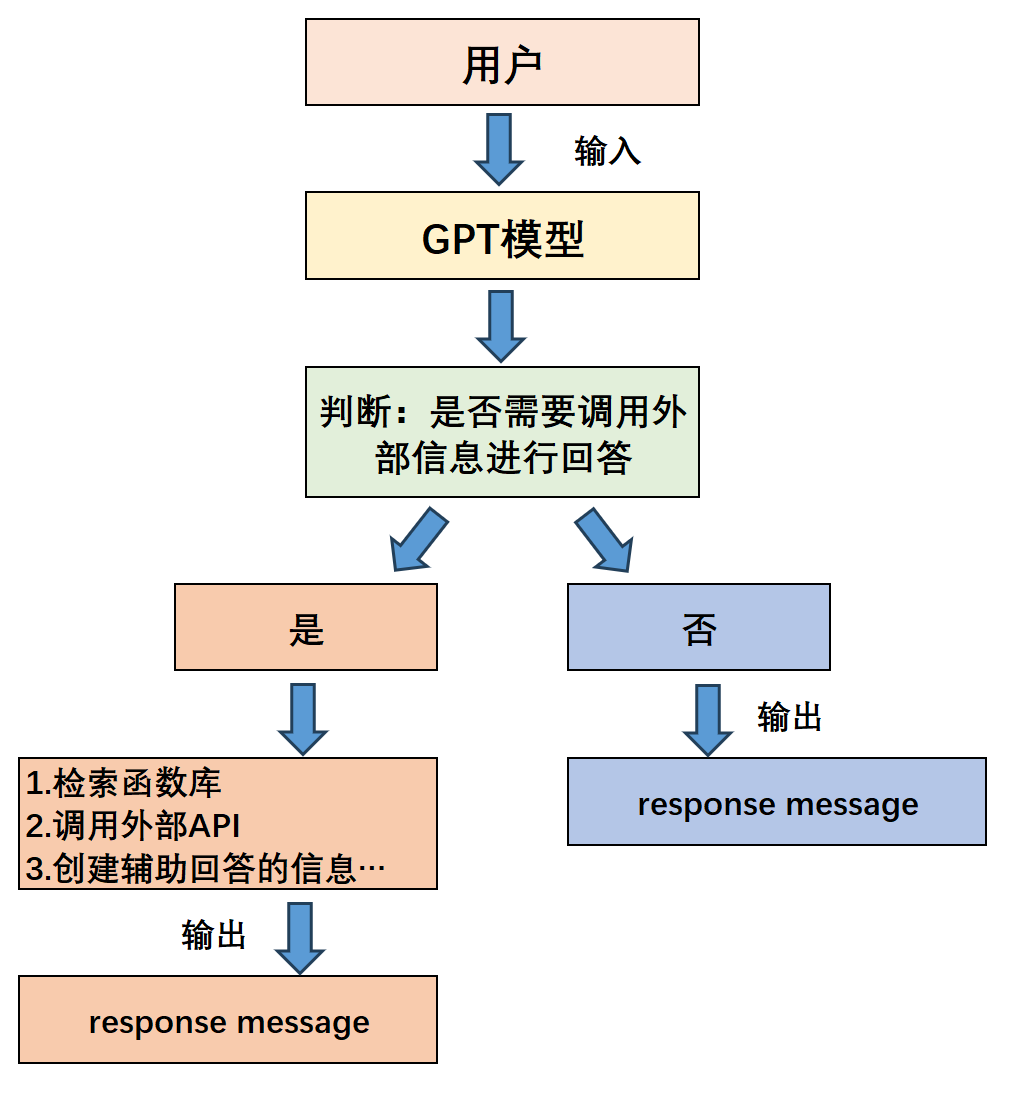 用户
输入
GPT模型
判断：是否需要调用外
部信息进行回答
是
否
输出
1.检索函数库
2.调用外部API
3.创建辅助回答的信息…
response message
输出
response message